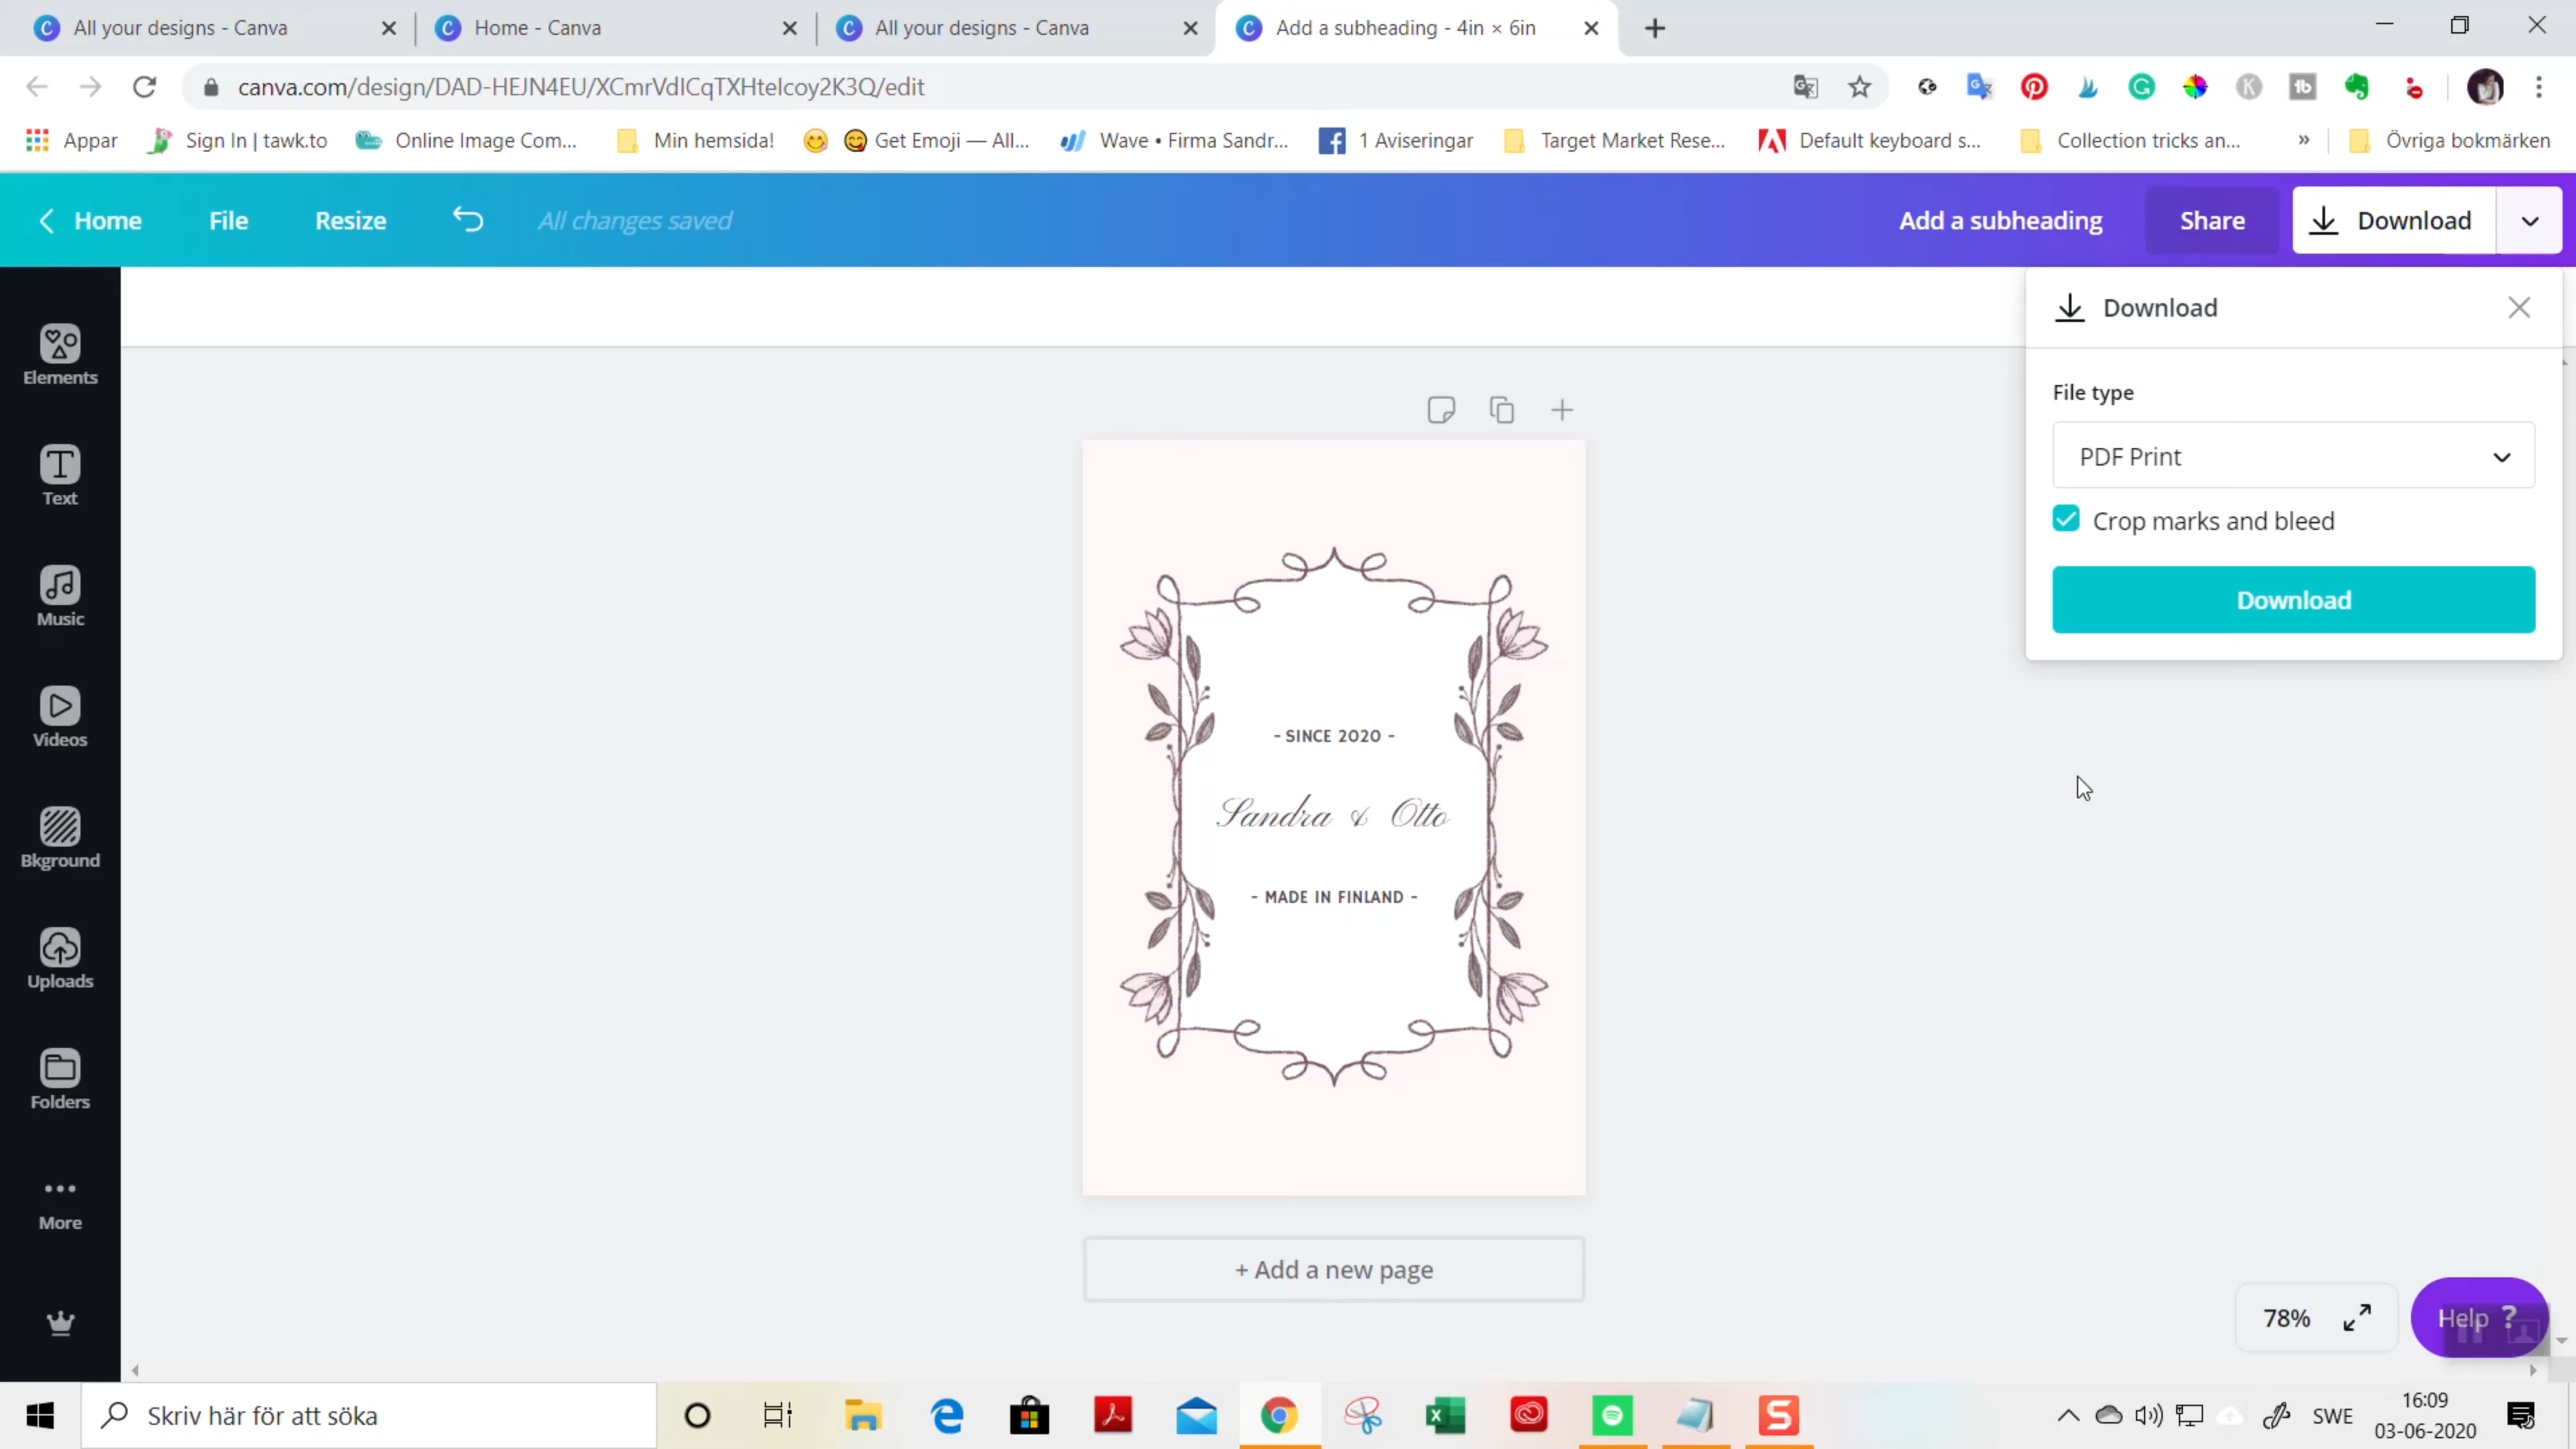 All your designs - Canva
Home - Canva
All your designs - Canva
Add a subheading - 4in × 6in
canva.com/design/DAD-HEJN4EU/XCmrVdlCqTXHtelcoy2K3Q/edit
Appar
Sign In | tawk.to
Online Image Com...
Min hemsida!
Get Emoji — All...
Wave • Firma Sandr...
1 Aviseringar
Target Market Rese...
Default keyboard s...
Collection tricks an...
»
Övriga bokmärken
Home
File
Resize
All changes saved
Add a subheading
Share
Download
Download
File type
PDF Print
Crop marks and bleed
Download
Elements
Text
Music
Videos
Bkground
Uploads
Folders
More
- SINCE 2020 -
Sandra & Otto
- MADE IN FINLAND -
+ Add a new page
78%
Help ?
Skriv här för att söka
SWE
16:09
03-06-2020